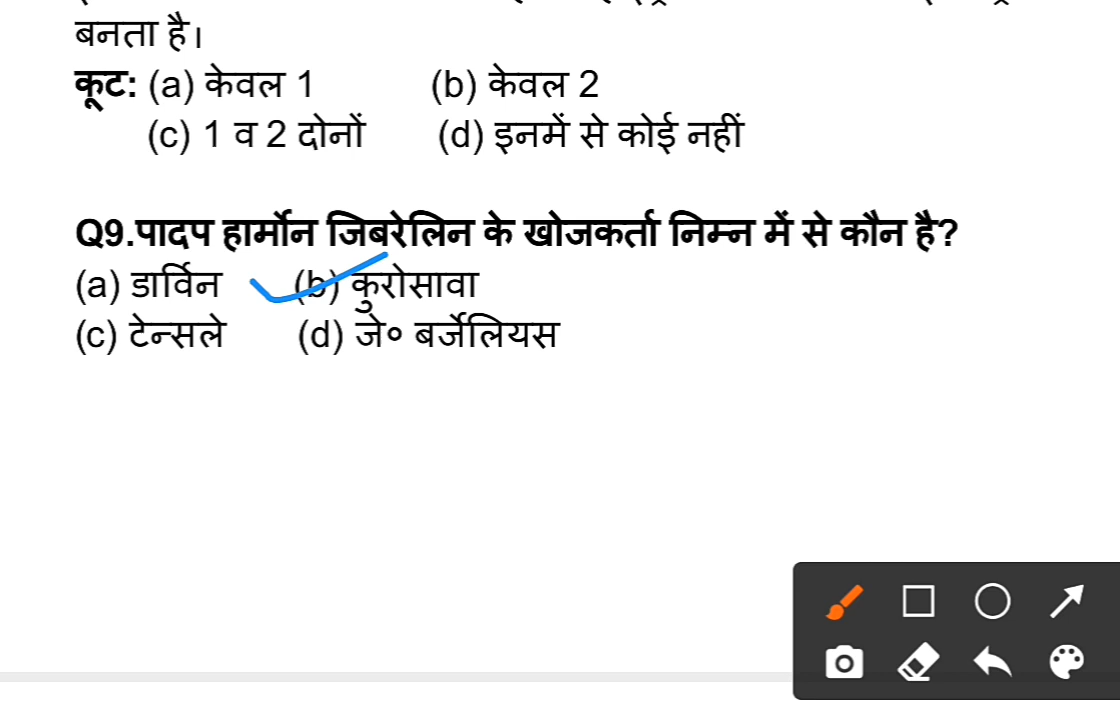 बनता है।
कूट: (a) केवल 1 (b) केवल 2
(c) 1 व 2 दोनों (d) इनमें से कोई नहीं
Q9.पादप हार्मोन जिबरेलिन के खोजकर्ता निम्न में से कौन है?
(a) डार्विन (b) कुरोसावा
(c) टेन्सले (d) जे० बर्जेलियस